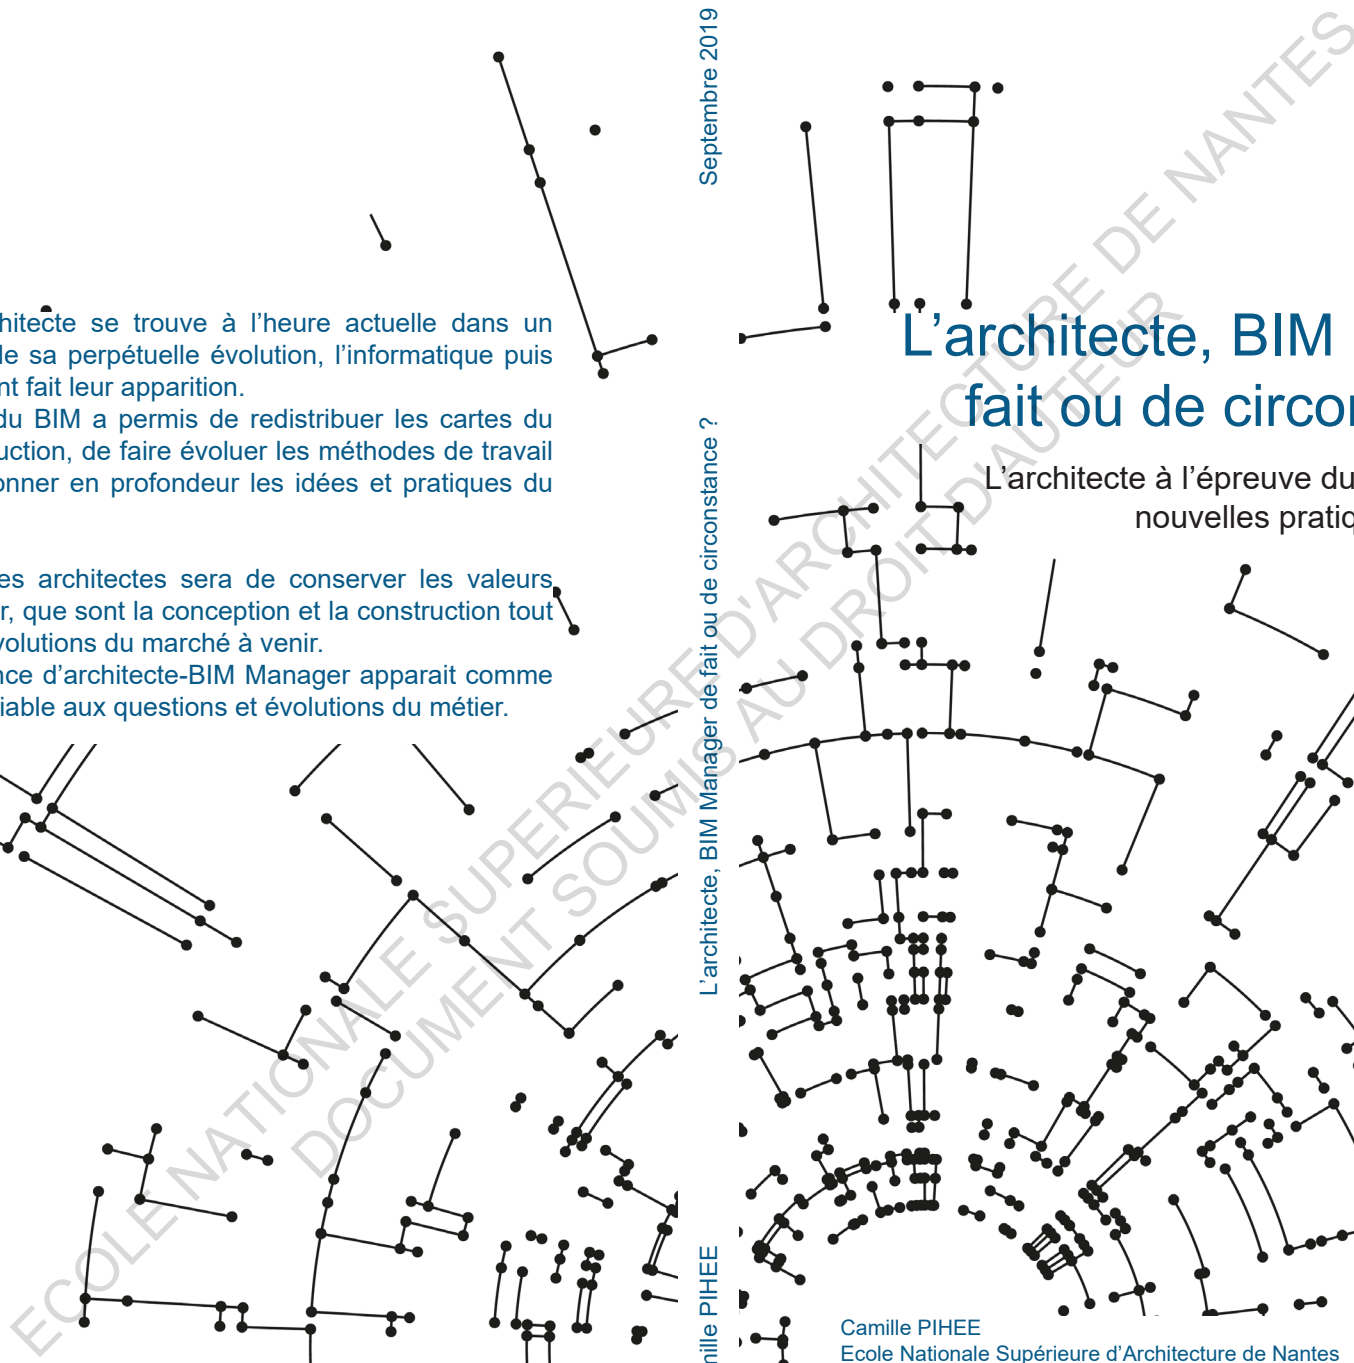 hitecte se trouve à l’heure actuelle dans un
le sa perpétuelle évolution, l’informatique puis
nt fait leur apparition.
du BIM a permis de redistribuer les cartes du
uction, de faire évoluer les méthodes de travail
onner en profondeur les idées et pratiques du
es architectes sera de conserver les valeurs
r, que sont la conception et la construction tout
volutions du marché à venir.
nce d’architecte-BIM Manager apparait comme
iable aux questions et évolutions du métier.
Septembre 2019
L’architecte, BIM Manager de fait ou de circonstance ?
mille PIHEE
L’architecte, BIM
fait ou de circon
L’architecte à l’épreuve du
nouvelles pratiq
Camille PIHEE
Ecole Nationale Supérieure d’Architecture de Nantes
ECOLE NATIONALE SUPERIEURE D'ARCHITECTURE DE NANTES
DOCUMENT SOUMIS AU DROIT D'AUTEUR